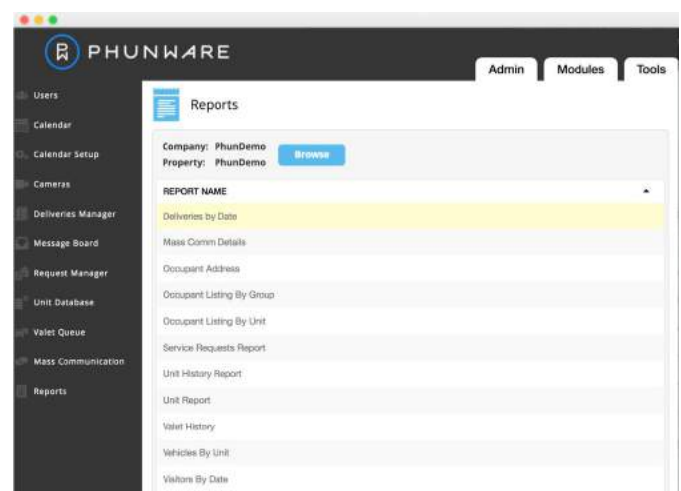 PHUNWARE
Admin Modules Tools
Users
Calendar
Calendar Setup
Cameras
Deliveries Manager
Message Board
Request Manager
Unit Database
Valet Queue
Mass Communication
Reports
Reports
Company: PhunDemo
Property: PhunDemo
Browse
REPORT NAME
Deliveries by Date
Mass Comm Details
Occupant Address
Occupant Listing By Group
Occupant Listing By Unit
Service Requests Report
Unit History Report
Unit Report
Valet History
Vehicles By Unit
Visitors By Date